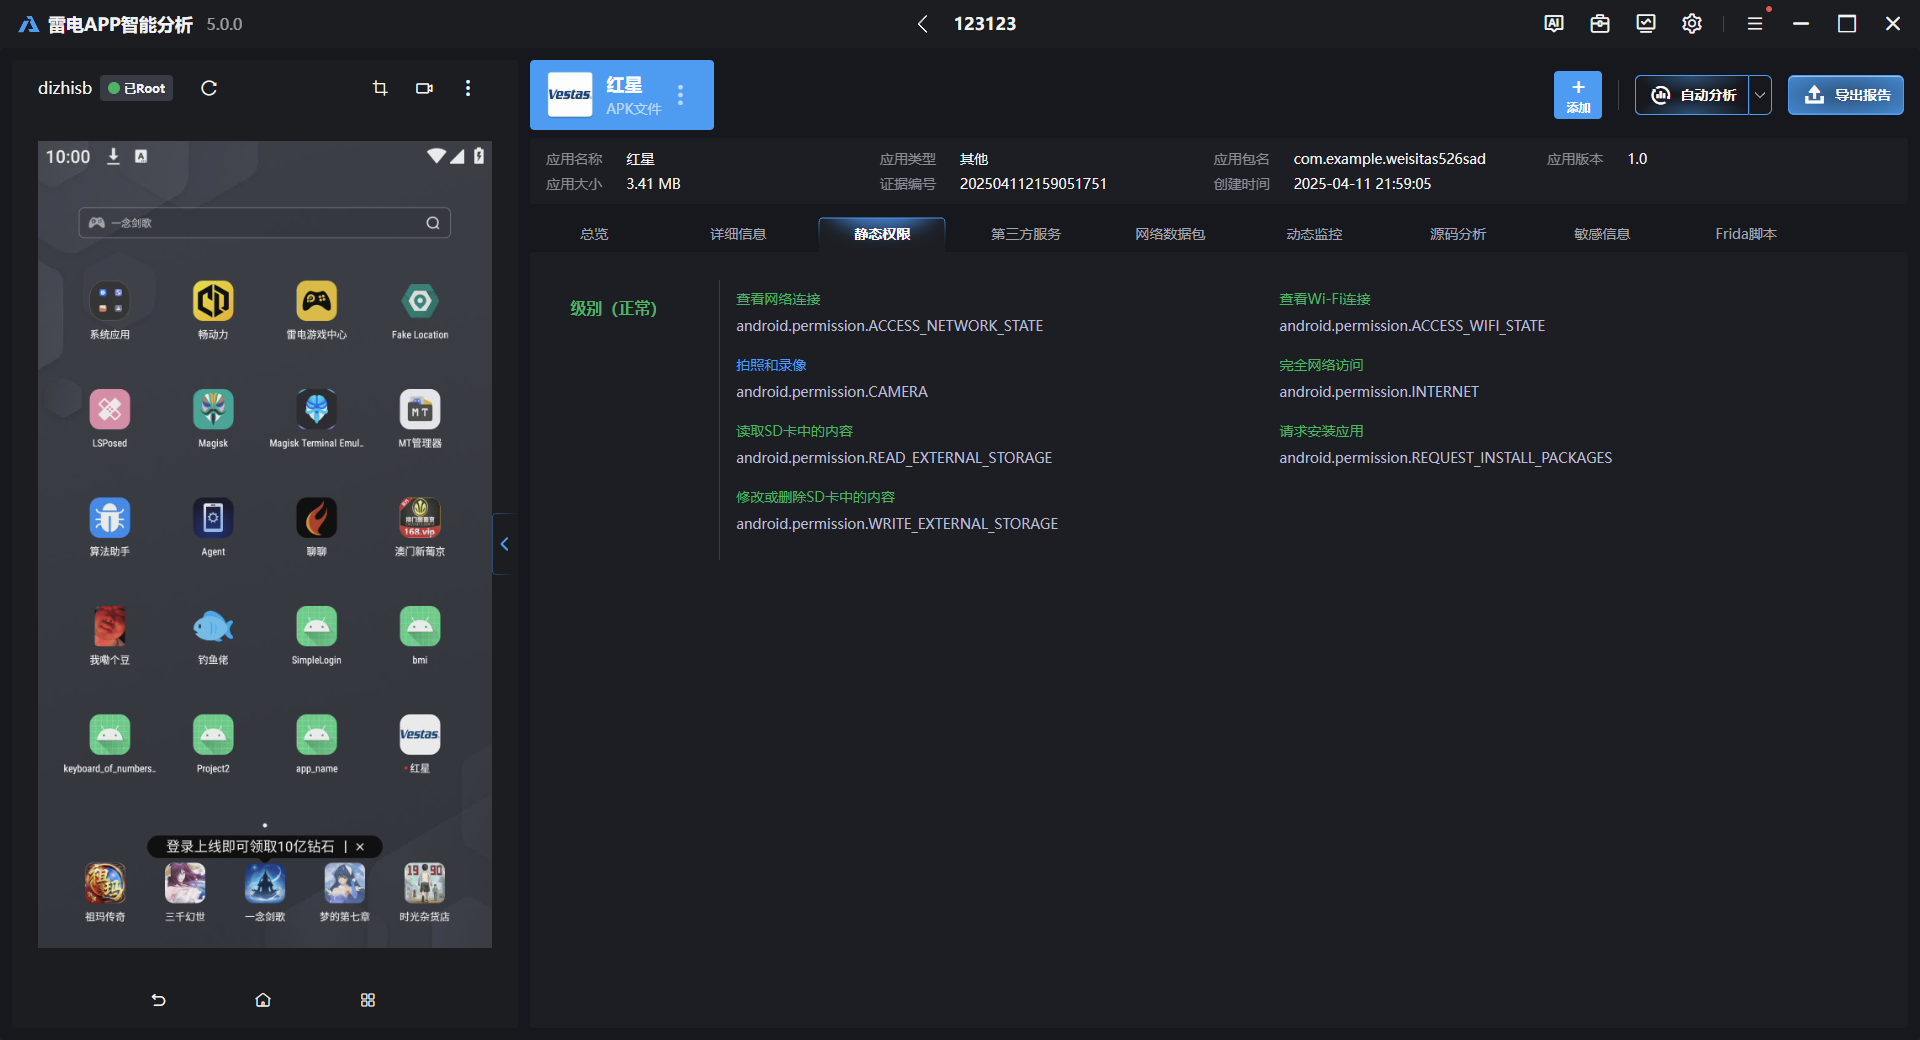 雷电APP智能分析 5.0.0
123123
dizhisb 已Root
10:00
一念剑歌
系统应用 畅动力 雷电游戏中心 Fake Location
LSPosed Magisk Magisk Terminal Emul.. MT管理器
168.vip
算法助手 Agent 聊聊 澳门新葡京
我嘞个豆 钓鱼佬 SimpleLogin bmi
Vestas
keyboard_of_numbers.. Project2 app_name 红星
登录上线即可领取10亿钻石 | ×
1990
祖玛传奇 三千幻世 一念剑歌 梦的第七章 时光杂货店
Vestas
红星
APK文件
添加
自动分析
导出报告
应用名称 红星 应用类型 其他 应用包名 com.example.weisitas526sad 应用版本 1.0
应用大小 3.41 MB 证据编号 202504112159051751 创建时间 2025-04-11 21:59:05
总览 详细信息 静态权限 第三方服务 网络数据包 动态监控 源码分析 敏感信息 Frida脚本
级别（正常）
查看网络连接 查看Wi-Fi连接
android.permission.ACCESS_NETWORK_STATE android.permission.ACCESS_WIFI_STATE
拍照和录像 完全网络访问
android.permission.CAMERA android.permission.INTERNET
读取SD卡中的内容 请求安装应用
android.permission.READ_EXTERNAL_STORAGE android.permission.REQUEST_INSTALL_PACKAGES
修改或删除SD卡中的内容
android.permission.WRITE_EXTERNAL_STORAGE